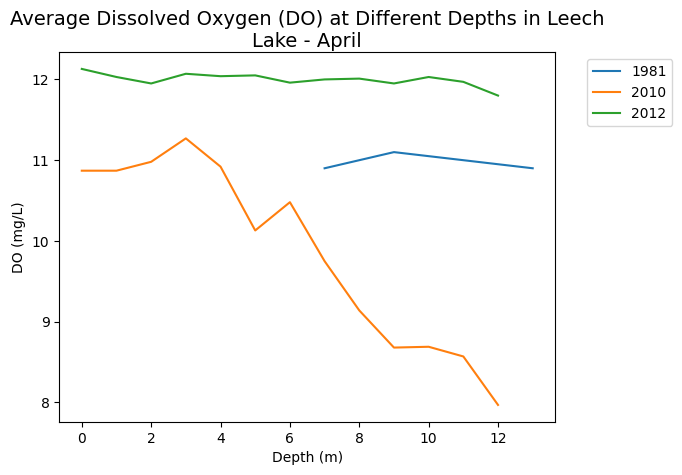 Average Dissolved Oxygen (DO) at Different Depths in Leech
Lake - April
1981
2010
2012
DO (mg/L)
12
11
10
9
8
0 2 4 6 8 10 12
Depth (m)